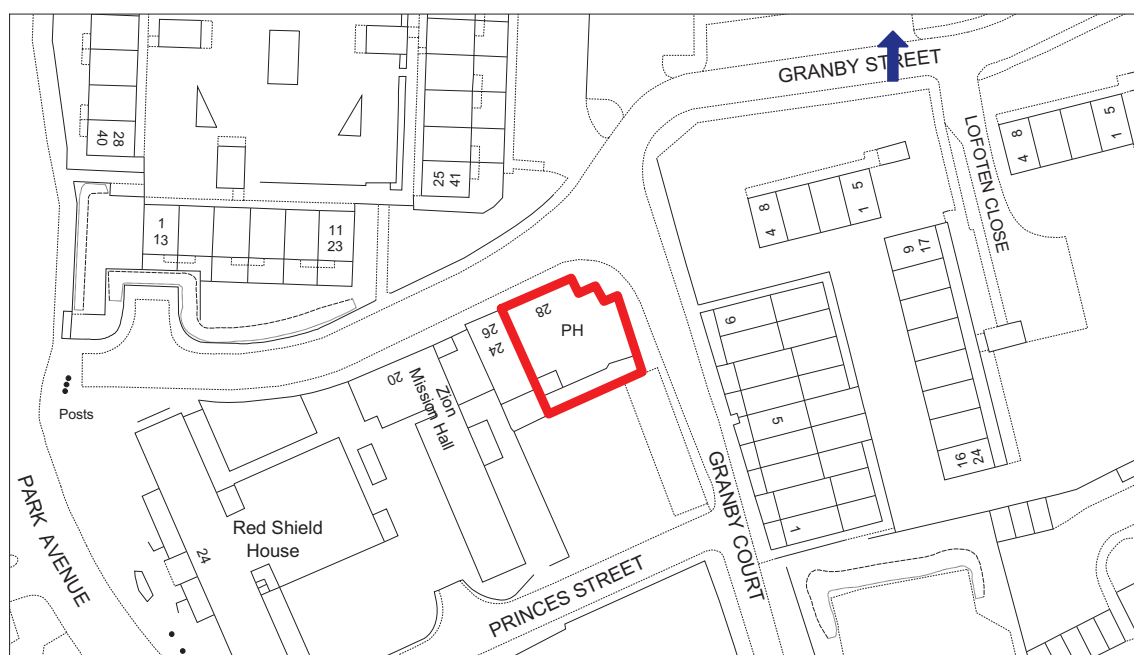 GRANBY STREET
28
40
25
41
1
13
11
23
LOFOTEN CLOSE
8
4
5
1
8
4
5
1
9
17
28
PH
26
24
20
Zion
Mission Hall
6
5
1
16
24
Posts
PARK AVENUE
Red Shield
House
24
GRANBY COURT
PRINCES STREET